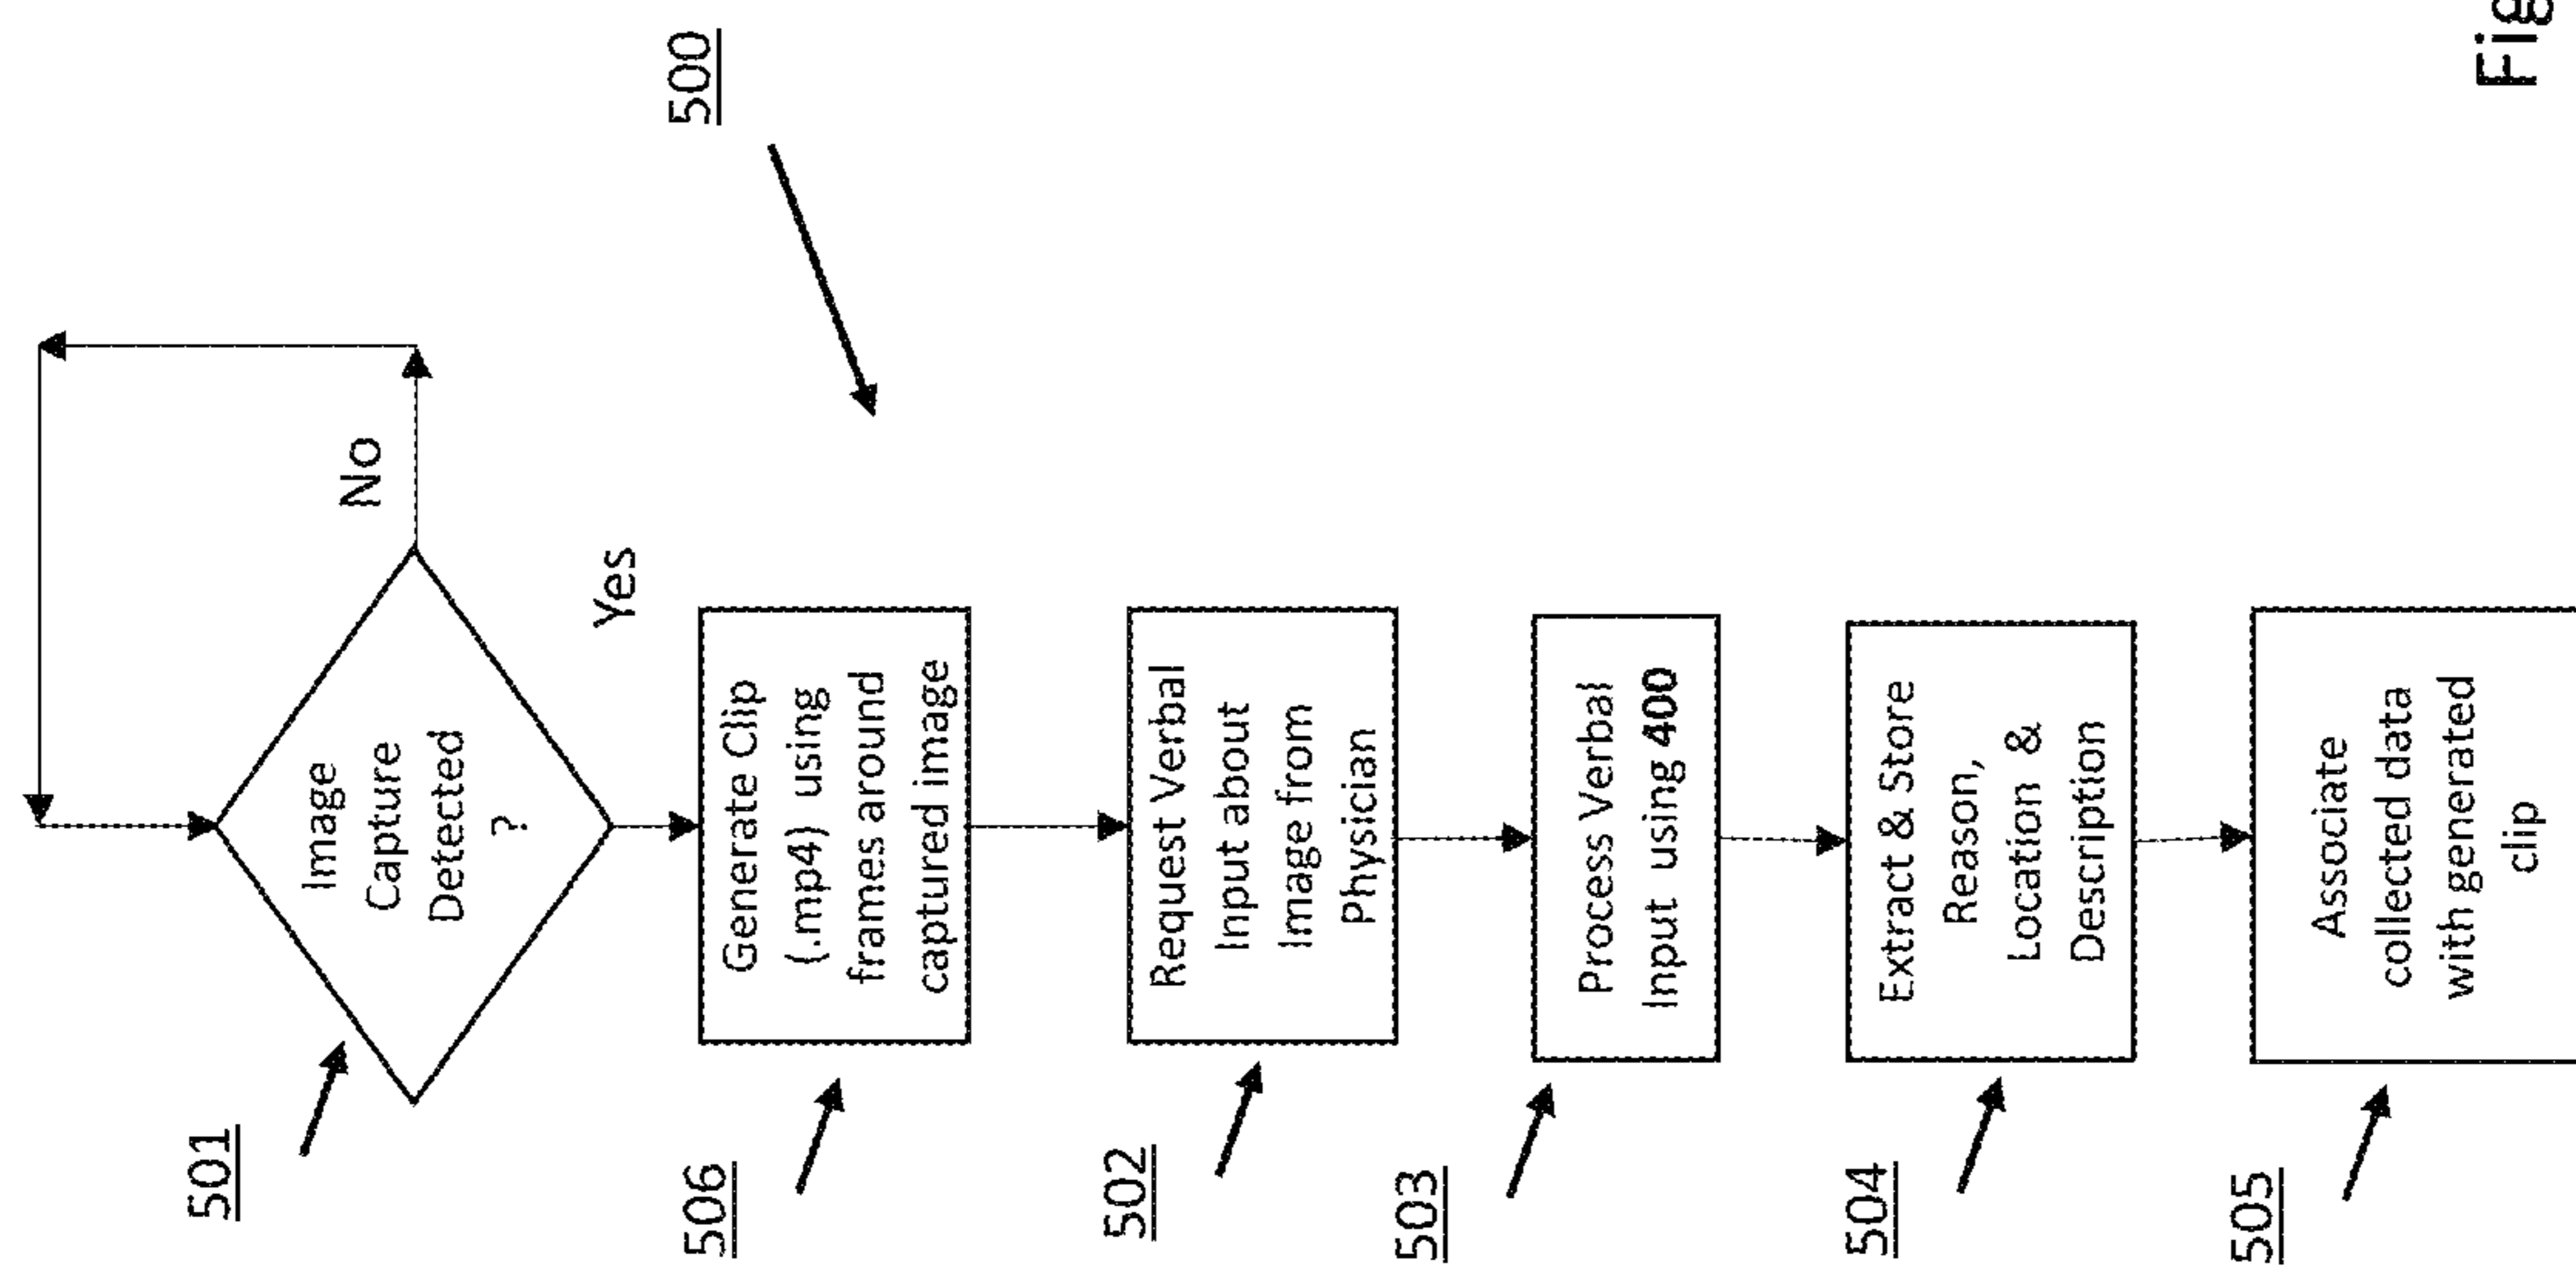 501
Image
Capture
Detected
?
No
Yes
500
506
Generate Clip
(.mp4) using
frames around
captured image
502
Request Verbal
Input about
Image from
Physician
503
Process Verbal
Input using 400
504
Extract & Store
Reason,
Location &
Description
505
Associate
collected data
with generated
clip
Fig